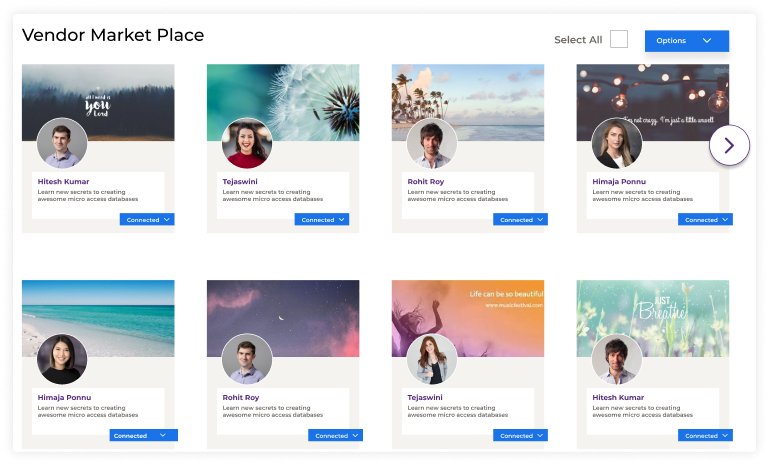 Vendor Market Place
Select All
Options
all I need is
you
Lord
I'm not crazy. I'm just a little unwell
Hitesh Kumar
Learn new secrets to creating
awesome micro access databases
Connected
Tejaswini
Learn new secrets to creating
awesome micro access databases
Connected
Rohit Roy
Learn new secrets to creating
awesome micro access databases
Connected
Himaja Ponnu
Learn new secrets to creating
awesome micro access databases
Connected
Life can be so beautiful
www.musicfestical.com
JUST
Breathe
Himaja Ponnu
Learn new secrets to creating
awesome micro access databases
Connected
Rohit Roy
Learn new secrets to creating
awesome micro access databases
Connected
Tejaswini
Learn new secrets to creating
awesome micro access databases
Connected
Hitesh Kumar
Learn new secrets to creating
awesome micro access databases
Connected